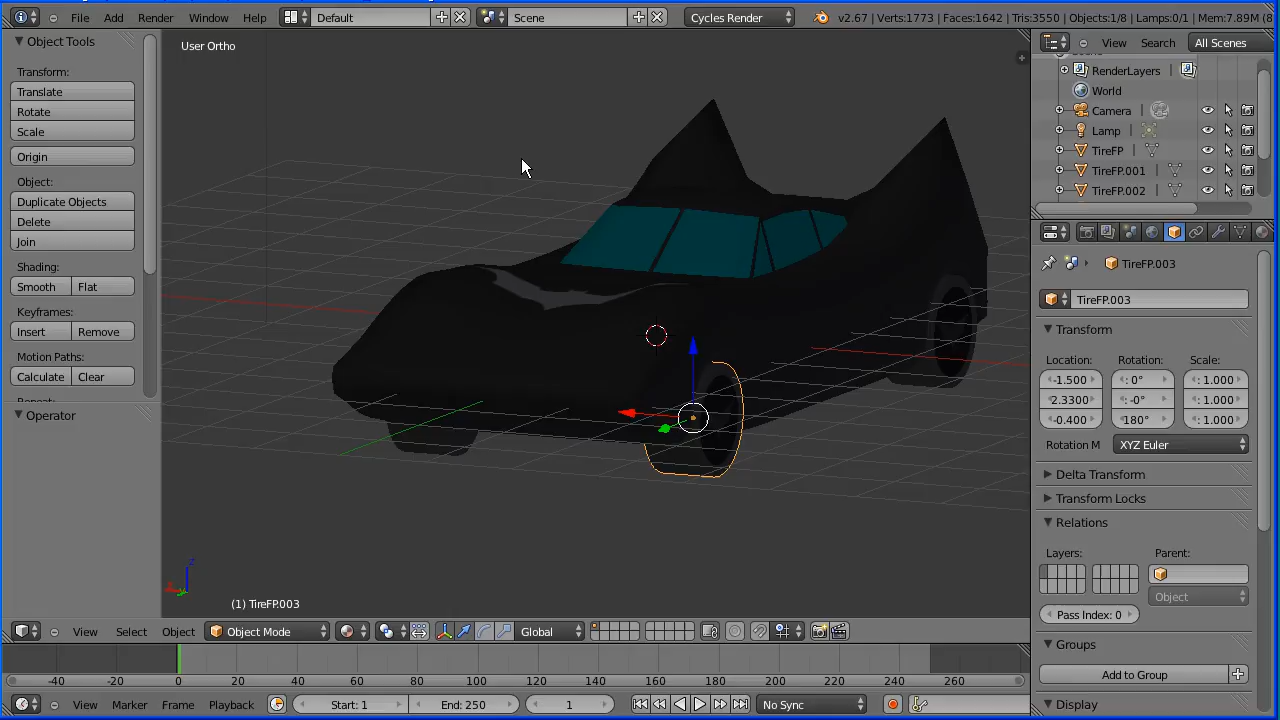 File Add Render Window Help Default Scene Cycles Render v2.67 | Verts:1773 | Faces:1642 | Tris:3550 | Objects:1/8 | Lamps:0/1 | Mem:7.89M (8
Object Tools
Transform:
Translate
Rotate
Scale
Origin
Object:
Duplicate Objects
Delete
Join
Shading:
Smooth Flat
Keyframes:
Insert Remove
Motion Paths:
Calculate Clear
Operator
User Ortho
(1) TireFP.003
View Search All Scenes
RenderLayers
World
Camera
Lamp
TireFP
TireFP.001
TireFP.002
TireFP.003
TireFP.003
Transform
Location: Rotation: Scale:
-1.500 : 0° : 1.000
2.3300 : -0° : 1.000
-0.400 180° : 1.000
Rotation M XYZ Euler
Delta Transform
Transform Locks
Relations
Layers: Parent:
Object
Pass Index: 0
Groups
Add to Group
Display
View Select Object Object Mode Global
-40 -20 0 20 40 60 80 100 120 140 160 180 200 220 240 260
View Marker Frame Playback Start: 1 End: 250 1 No Sync